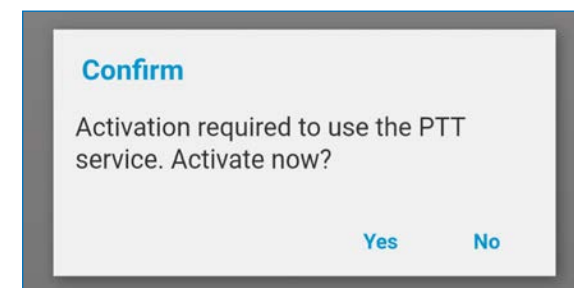 Confirm
Activation required to use the PTT
service. Activate now?
Yes No